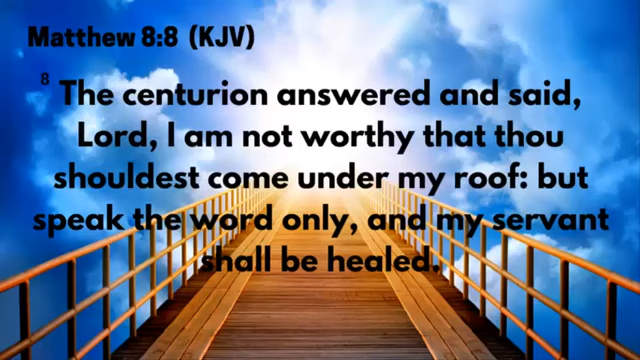 Matthew 8:8 (KJV)
8 The centurion answered and said,
Lord, I am not worthy that thou
shouldest come under my roof: but
speak the word only, and my servant
shall be healed.